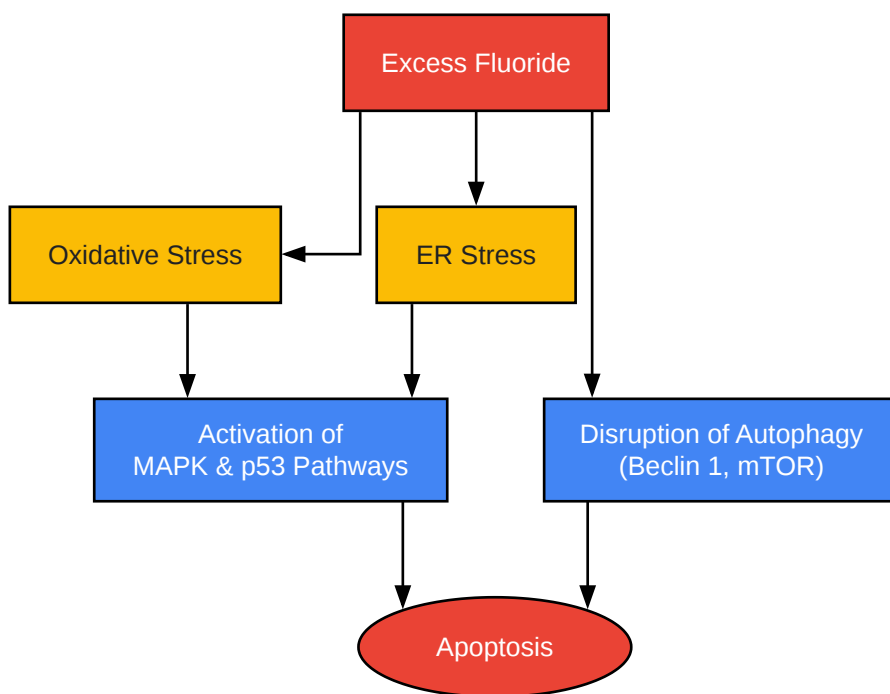 Excess Fluoride
Oxidative Stress
ER Stress
Activation of
MAPK & p53 Pathways
Disruption of Autophagy
(Beclin 1, mTOR)
Apoptosis